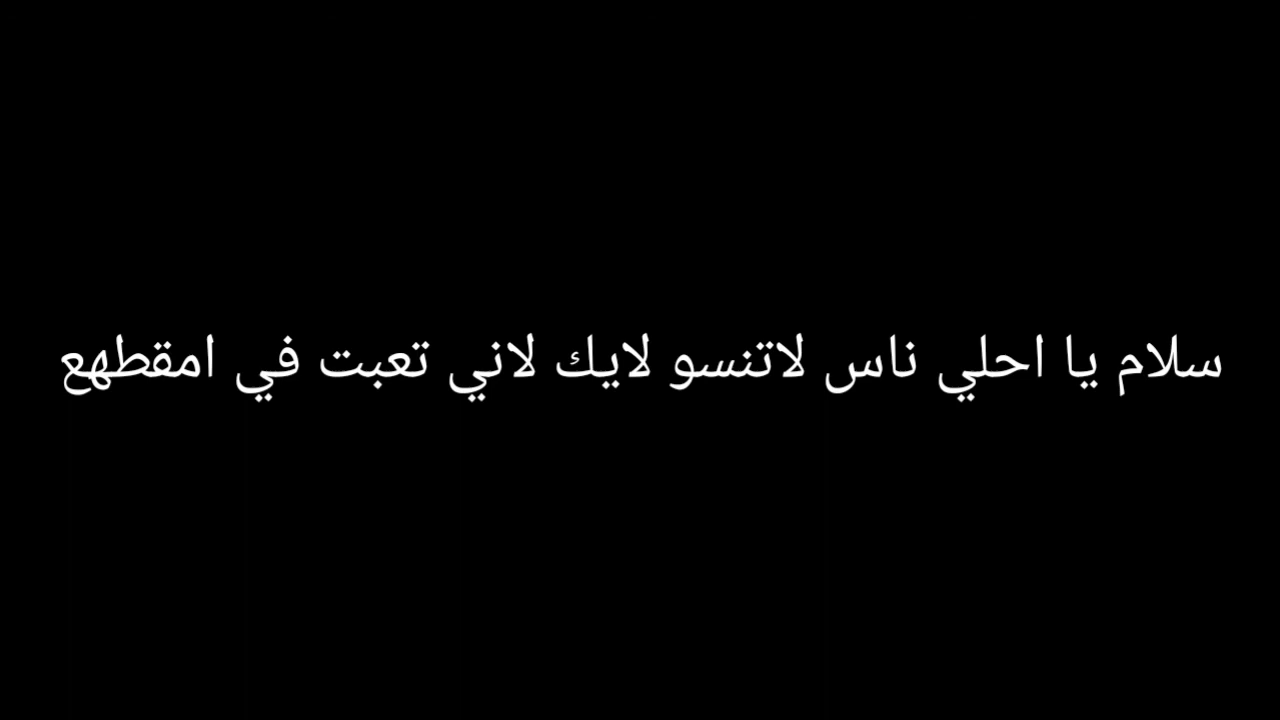 سلام يا احلي ناس لاتنسو لايك لاني تعبت في امقطهع